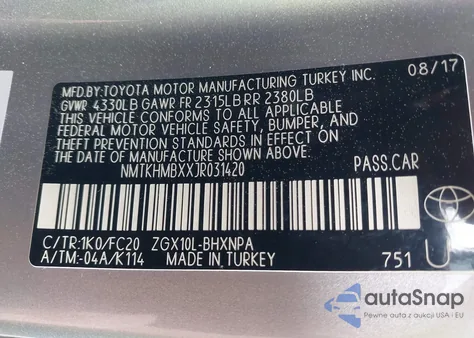 MFD.BY:TOYOTA MOTOR MANUFACTURING TURKEY INC. 08/17
GVWR 4330LB GAWR FR 2315LB RR 2380LB
THIS VEHICLE CONFORMS TO ALL APPLICABLE
FEDERAL MOTOR VEHICLE SAFETY, BUMPER, AND
THEFT PREVENTION STANDARDS IN EFFECT ON THE
DATE OF MANUFACTURE SHOWN ABOVE.
NMTKHMBXXJR031420 PASS.CAR
C/TR:1K0/FC20 ZGX10L-BHXNPA
A/TM:-04A/K114 MADE IN TURKEY 751 U
autoSnap
Pewne aukcje z USA i EU